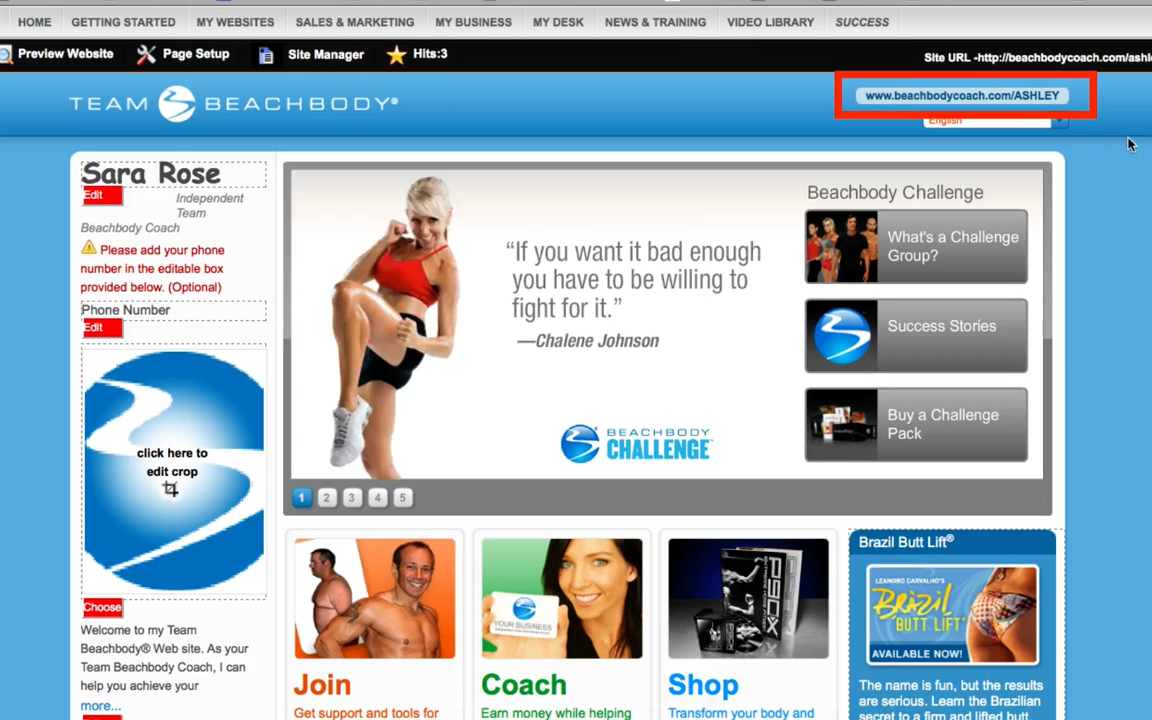 HOME GETTING STARTED MY WEBSITES SALES & MARKETING MY BUSINESS MY DESK NEWS & TRAINING VIDEO LIBRARY SUCCESS
Preview Website Page Setup Site Manager Hits:3
Site URL -http://beachbodycoach.com/ashl
TEAM BEACHBODY®
www.beachbodycoach.com/ASHLEY
English
Sara Rose
Edit
Independent
Team
Beachbody Coach
Please add your phone
number in the editable box
provided below. (Optional)
Phone Number
Edit
click here to
edit crop
Choose
Welcome to my Team
Beachbody® Web site. As your
Team Beachbody Coach, I can
help you achieve your
more...
“If you want it bad enough
you have to be willing to
fight for it.”
—Chalene Johnson
BEACHBODY
CHALLENGE
Beachbody Challenge
What's a Challenge
Group?
Success Stories
Buy a Challenge
Pack
1 2 3 4 5
Join
Get support and tools for
YOUR BUSINESS
Coach
Earn money while helping
P90X
Shop
Transform your body and
Brazil Butt Lift®
LEANDRO CARVALHO'S
BRAZIL
BUTT LIFT
AVAILABLE NOW!
The name is fun, but the results
are serious. Learn the Brazilian
secret to a firm and lifted butt.